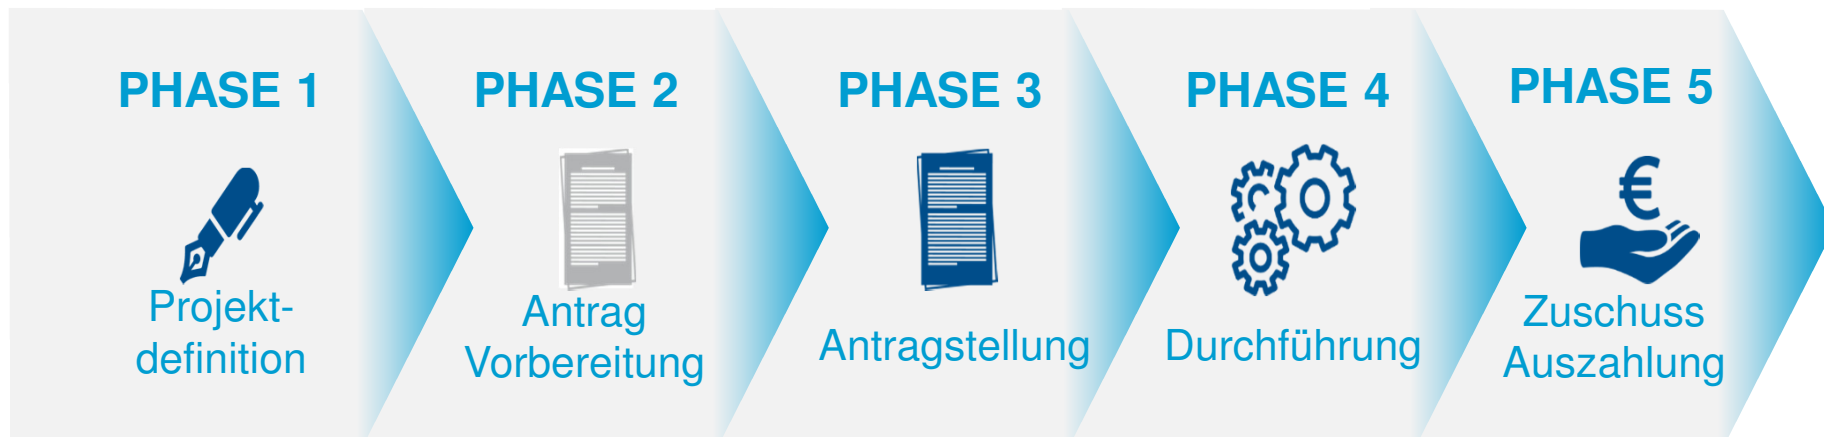 PHASE 1
Projekt-
definition
PHASE 2
Antrag
Vorbereitung
PHASE 3
Antragstellung
PHASE 4
Durchführung
PHASE 5
€
Zuschuss
Auszahlung